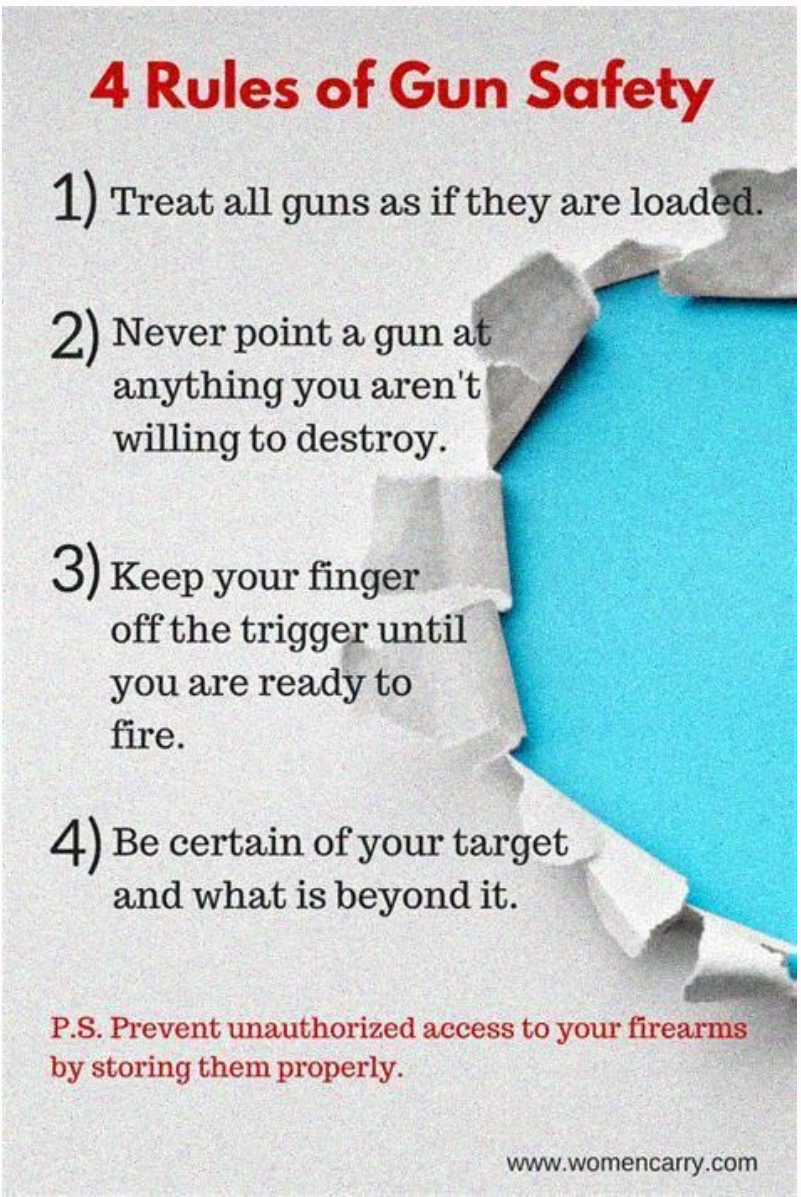 4 Rules of Gun Safety
1) Treat all guns as if they are loaded.
2) Never point a gun at
anything you aren't
willing to destroy.
3) Keep your finger
off the trigger until
you are ready to
fire.
4) Be certain of your target
and what is beyond it.
P.S. Prevent unauthorized access to your firearms
by storing them properly.
www.womencarry.com